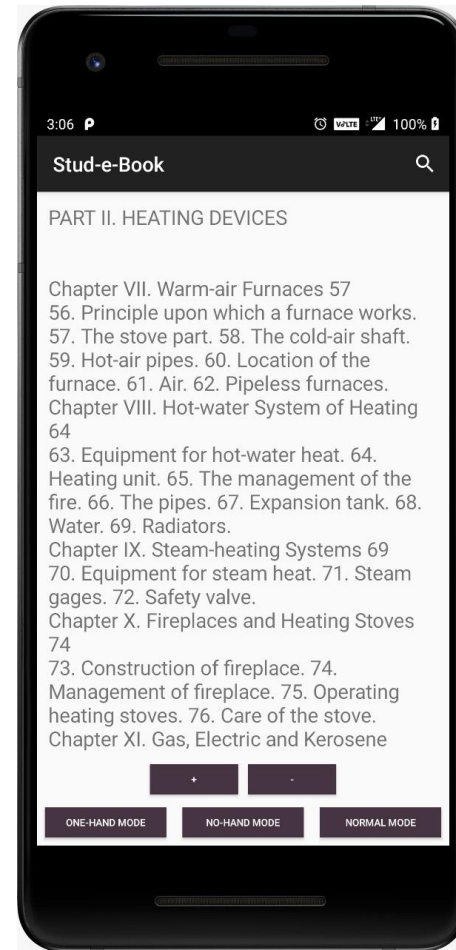 3:06
VoLTE LTE+ 100%
Stud-e-Book
PART II. HEATING DEVICES
Chapter VII. Warm-air Furnaces 57
56. Principle upon which a furnace works.
57. The stove part. 58. The cold-air shaft.
59. Hot-air pipes. 60. Location of the
furnace. 61. Air. 62. Pipeless furnaces.
Chapter VIII. Hot-water System of Heating
64
63. Equipment for hot-water heat. 64.
Heating unit. 65. The management of the
fire. 66. The pipes. 67. Expansion tank. 68.
Water. 69. Radiators.
Chapter IX. Steam-heating Systems 69
70. Equipment for steam heat. 71. Steam
gages. 72. Safety valve.
Chapter X. Fireplaces and Heating Stoves
74
73. Construction of fireplace. 74.
Management of fireplace. 75. Operating
heating stoves. 76. Care of the stove.
Chapter XI. Gas, Electric and Kerosene
+ -
ONE-HAND MODE NO-HAND MODE NORMAL MODE